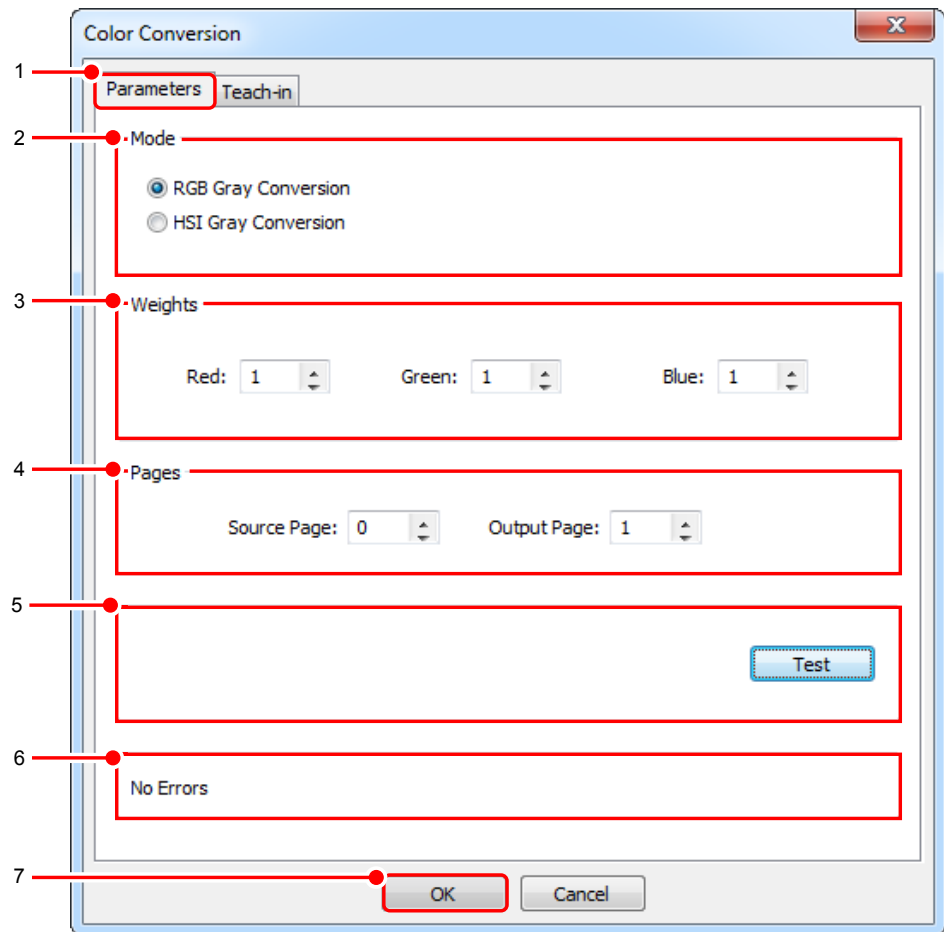 Color Conversion
X
1
Parameters Teach-in
2
Mode
RGB Gray Conversion
HSI Gray Conversion
3
Weights
Red: 1 Green: 1 Blue: 1
4
Pages
Source Page: 0 Output Page: 1
5
Test
6
No Errors
7
OK Cancel